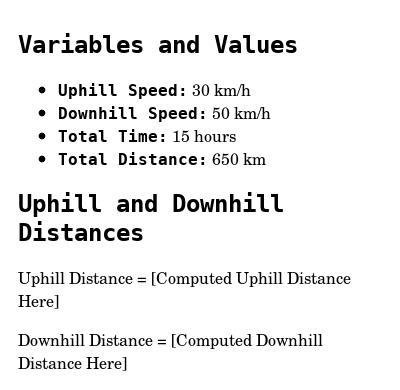 Variables and Values
• Uphill Speed: 30 km/h
• Downhill Speed: 50 km/h
• Total Time: 15 hours
• Total Distance: 650 km
Uphill and Downhill
Distances
Uphill Distance = [Computed Uphill Distance
Here]
Downhill Distance = [Computed Downhill
Distance Here]